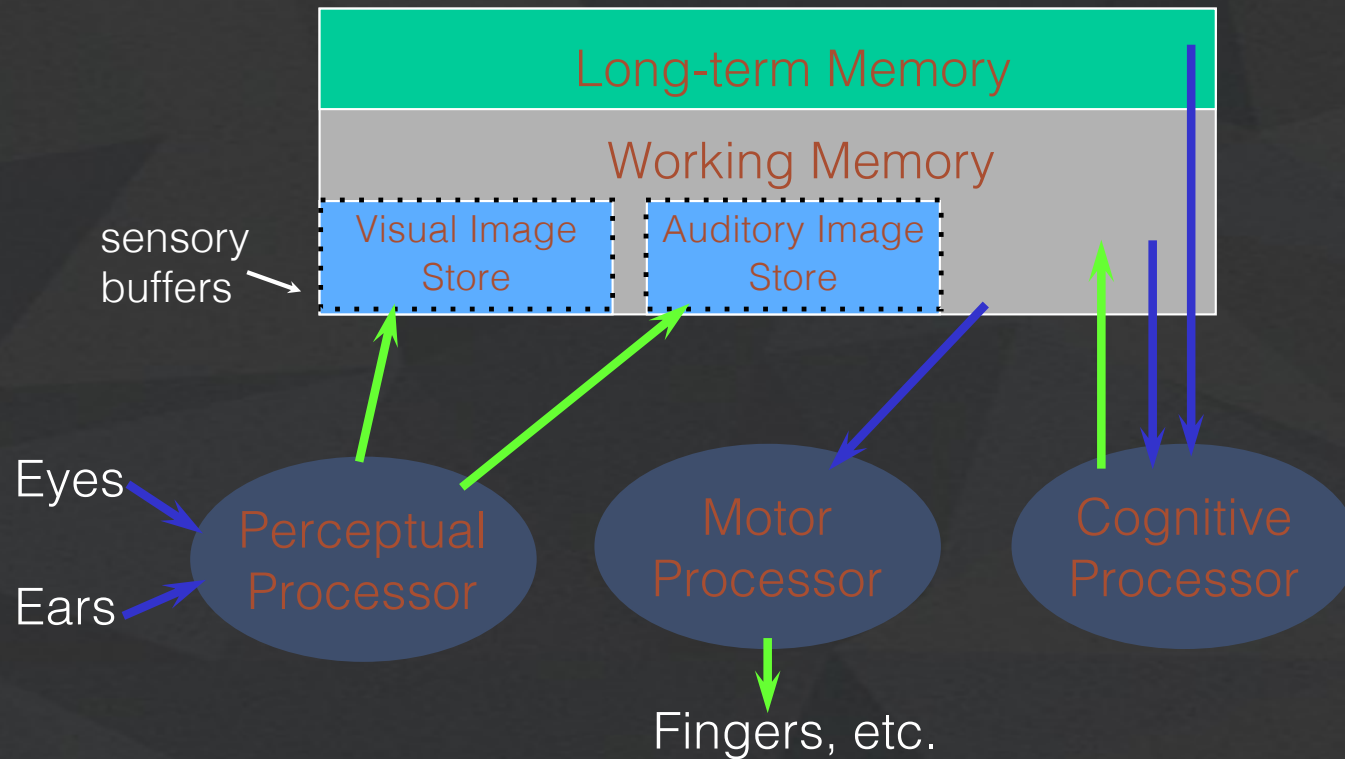 Long-term Memory
Working Memory
Visual Image
Store
Auditory Image
Store
sensory
buffers
Eyes
Ears
Perceptual
Processor
Motor
Processor
Cognitive
Processor
Fingers, etc.